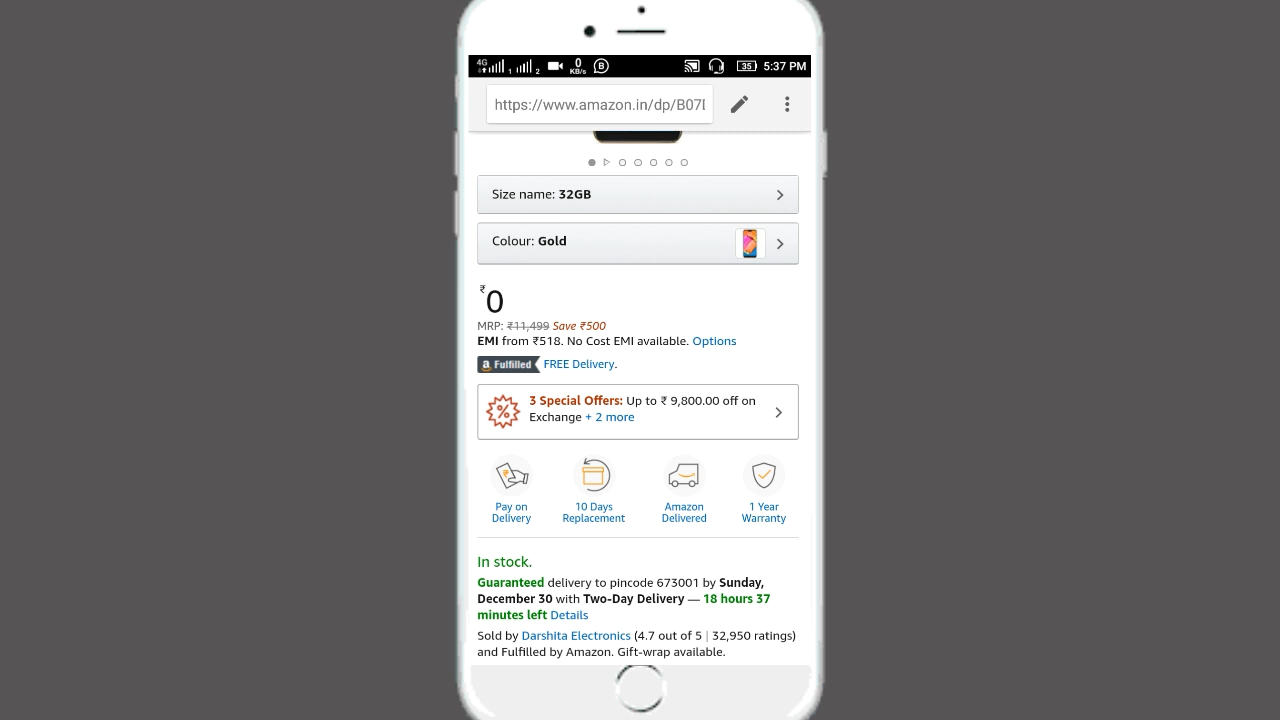 4G 1 2 0 KB/s B 35 5:37 PM
https://www.amazon.in/dp/B07
Size name: 32GB
Colour: Gold
₹0
MRP: ₹11,499 Save ₹500
EMI from ₹518. No Cost EMI available. Options
a Fulfilled FREE Delivery.
3 Special Offers: Up to ₹ 9,800.00 off on
Exchange + 2 more
Pay on 10 Days Amazon 1 Year
Delivery Replacement Delivered Warranty
In stock.
Guaranteed delivery to pincode 673001 by Sunday,
December 30 with Two-Day Delivery — 18 hours 37
minutes left Details
Sold by Darshita Electronics (4.7 out of 5 | 32,950 ratings)
and Fulfilled by Amazon. Gift-wrap available.